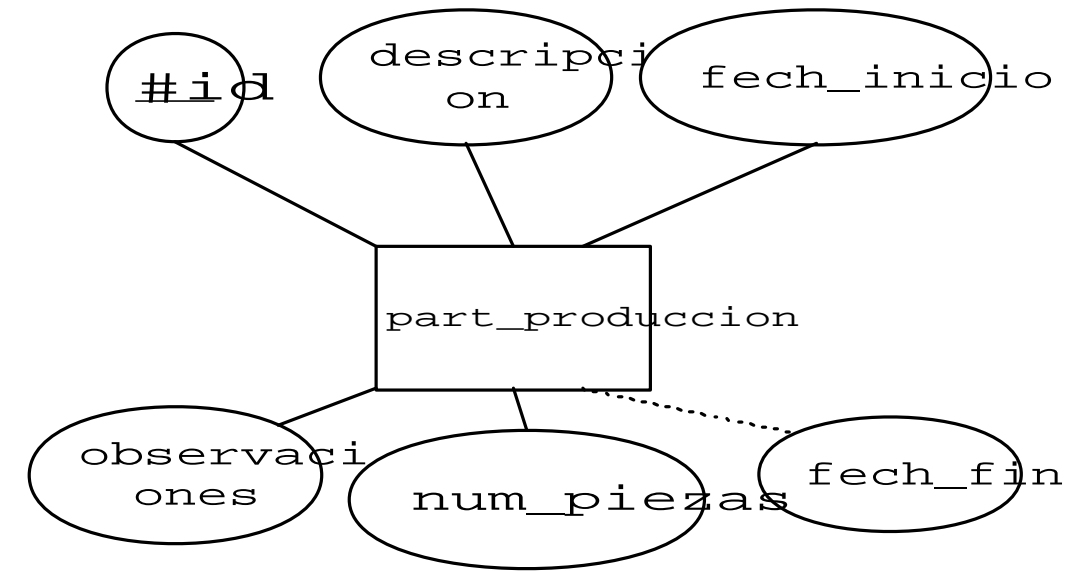 #id
descripci
on
fech_inicio
part_produccion
observaci
ones
num_piezas
fech_fin